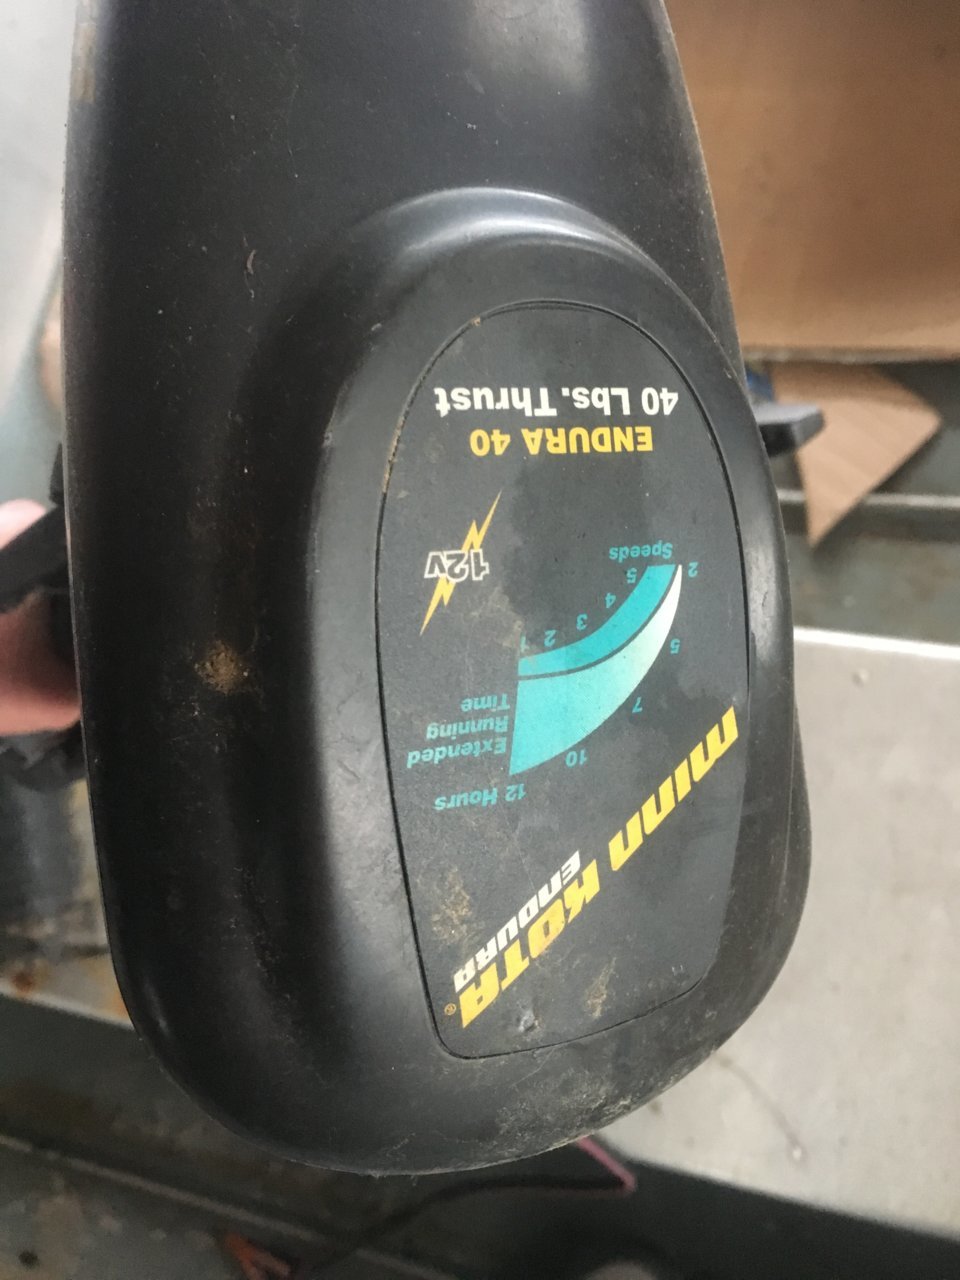 minn KOTA®
ENDURA
12 Hours
10
7
5
2
Extended
Running
Time
1
2
3
4
5
Speeds
12v
ENDURA 40
40 Lbs. Thrust